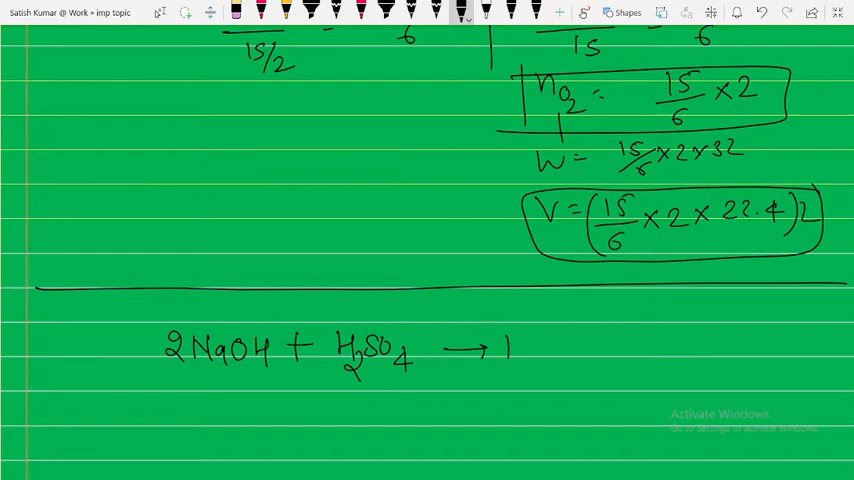 Satish Kumar @ Work » imp topic
Shapes
15/2 = 6
15 = 6
nO2 = 15/6 × 2
W = 15/6 × 2 × 32
V = (15/6 × 2 × 22.4) L
2NaOH + H2SO4 → 1
Activate Windows
Go to Settings to activate Windows.